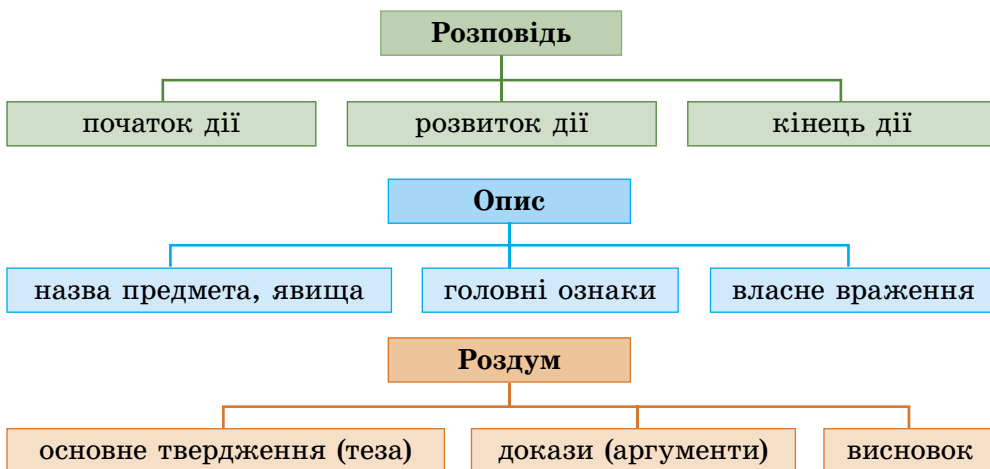 Розповідь
початок дії розвиток дії кінець дії
Опис
назва предмета, явища головні ознаки власне враження
Роздум
основне твердження (теза) докази (аргументи) висновок